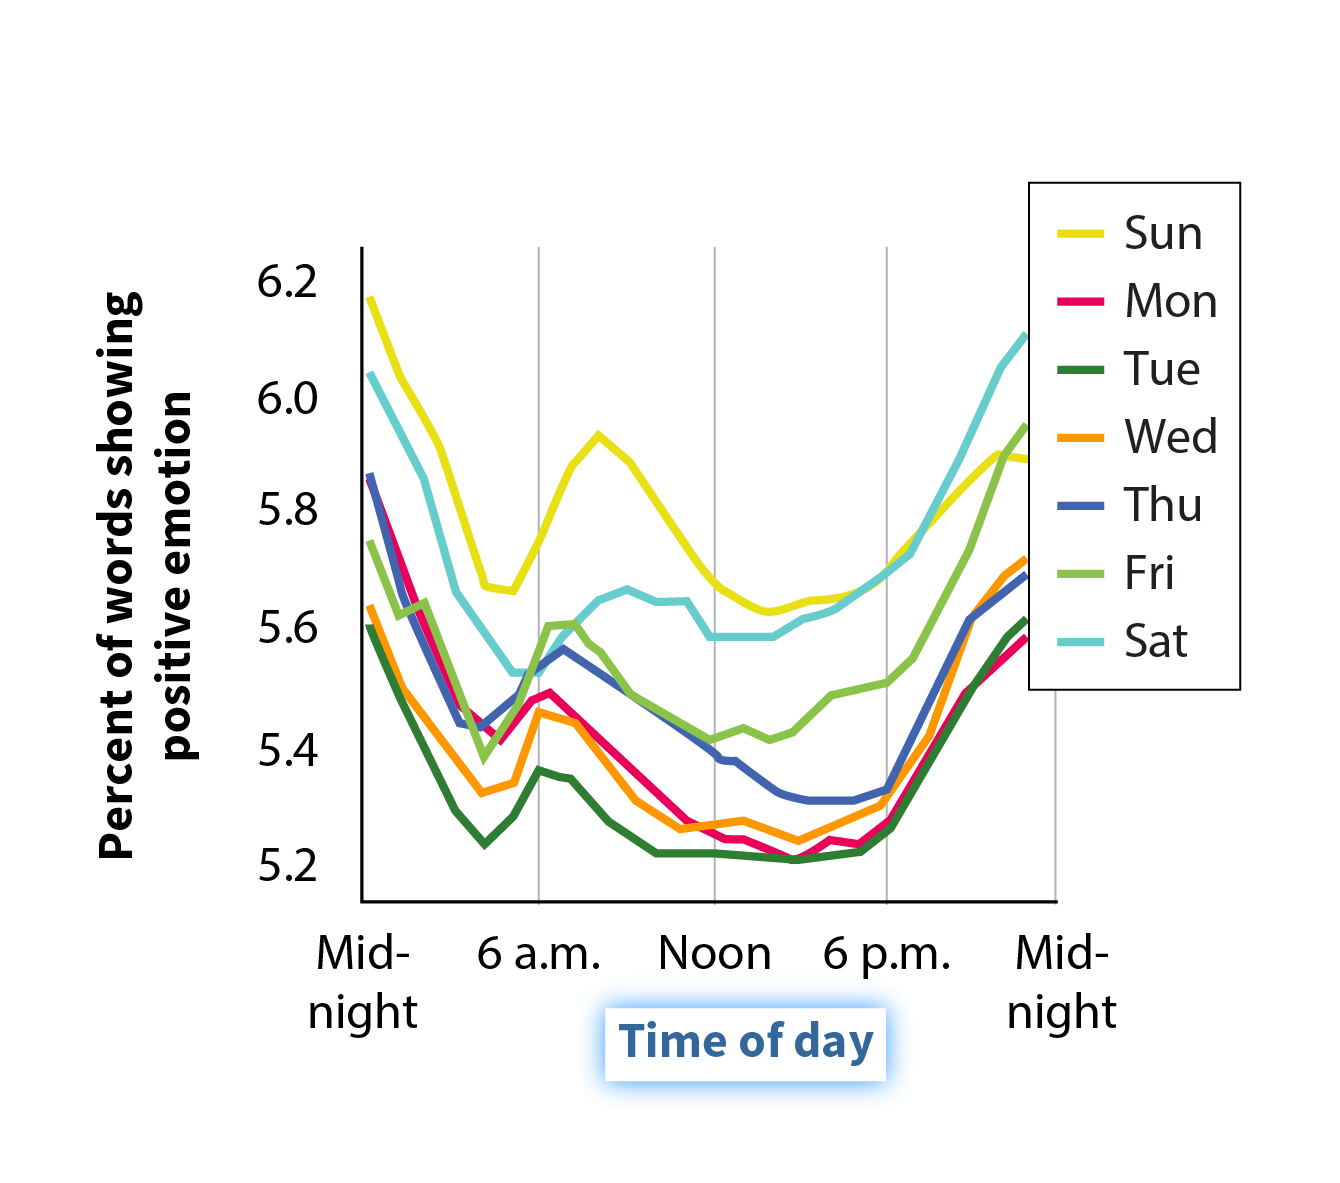 Percent of words showing
positive emotion
6.2
6.0
5.8
5.6
5.4
5.2
Mid-
night
6 a.m.
Noon
6 p.m.
Mid-
night
Time of day
Sun
Mon
Tue
Wed
Thu
Fri
Sat